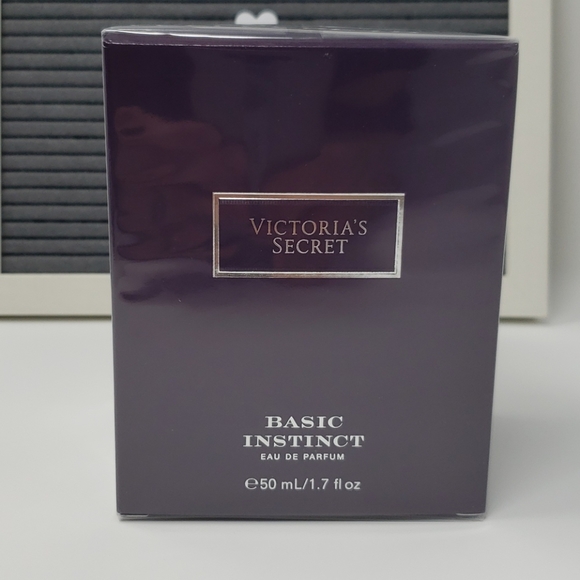 VICTORIA'S
SECRET
BASIC
INSTINCT
EAU DE PARFUM
℮50 mL/1.7 fl oz